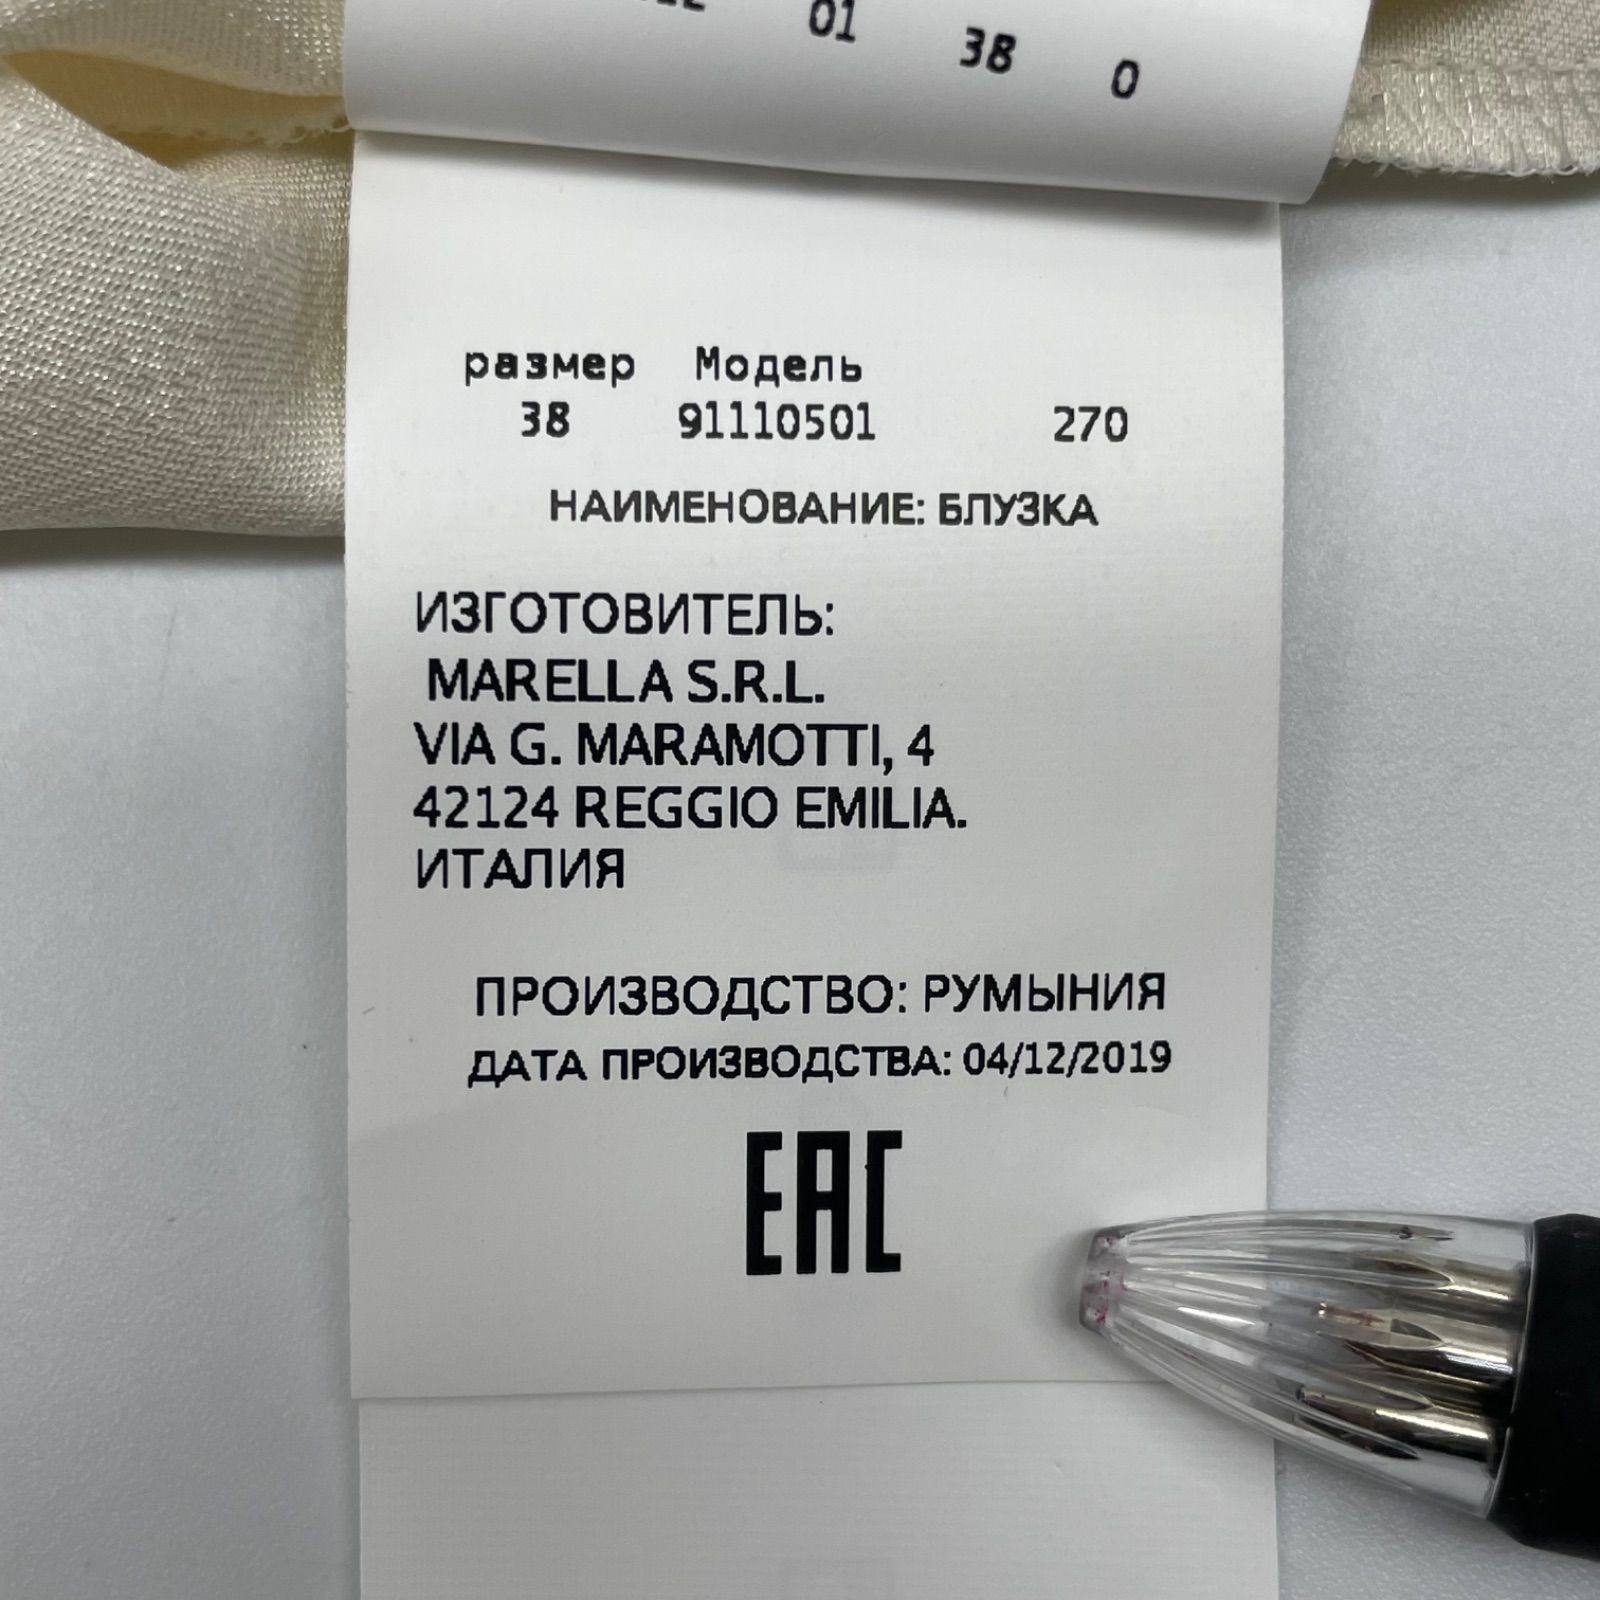 01 38 0
размер Модель
38 91110501 270
НАИМЕНОВАНИЕ: БЛУЗКА
ИЗГОТОВИТЕЛЬ:
MARELLA S.R.L.
VIA G. MARAMOTTI, 4
42124 REGGIO EMILIA.
ИТАЛИЯ
ПРОИЗВОДСТВО: РУМЫНИЯ
ДАТА ПРОИЗВОДСТВА: 04/12/2019
EAC